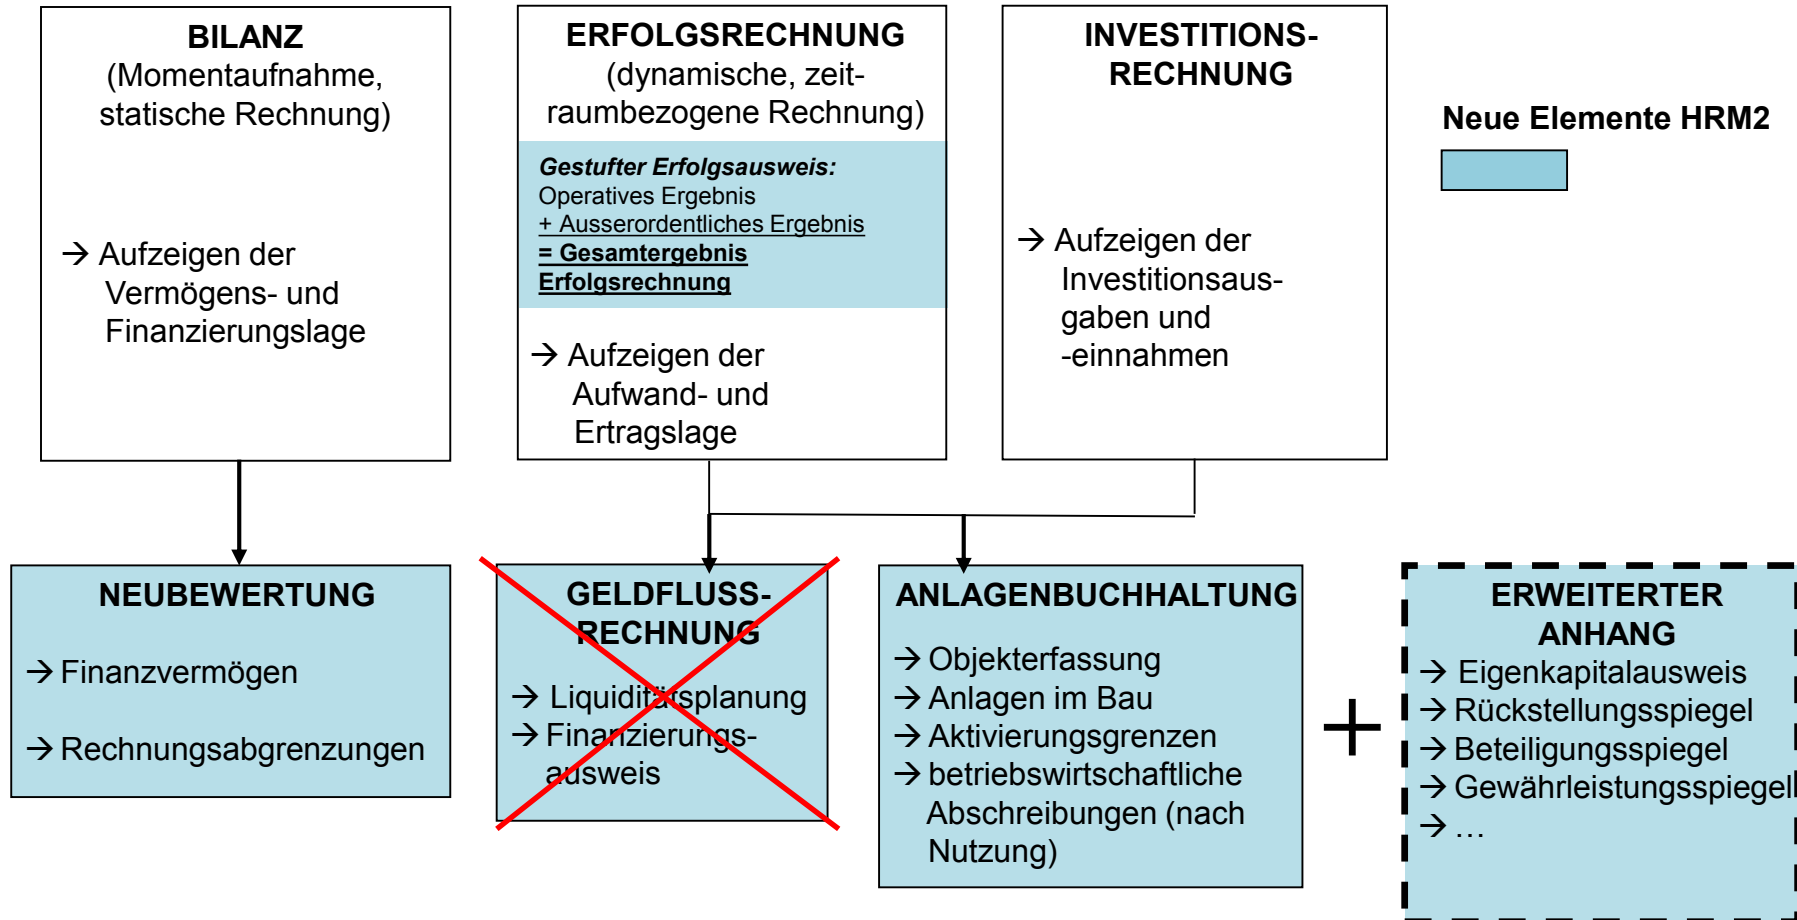 BILANZ
(Momentaufnahme,
statische Rechnung)
→ Aufzeigen der
Vermögens- und
Finanzierungslage
ERFOLGSRECHNUNG
(dynamische, zeit-
raumbezogene Rechnung)
Gestufter Erfolgsausweis:
Operatives Ergebnis
+ Ausserordentliches Ergebnis
= Gesamtergebnis
Erfolgsrechnung
→ Aufzeigen der
Aufwand- und
Ertragslage
INVESTITIONS-
RECHNUNG
→ Aufzeigen der
Investitionsaus-
gaben und
-einnahmen
Neue Elemente HRM2
NEUBEWERTUNG
→ Finanzvermögen
→ Rechnungsabgrenzungen
GELDFLUSS-
RECHNUNG
→ Liquiditätsplanung
→ Finanzierungs-
ausweis
ANLAGENBUCHHALTUNG
→ Objekterfassung
→ Anlagen im Bau
→ Aktivierungsgrenzen
→ betriebswirtschaftliche
Abschreibungen (nach
Nutzung)
+
ERWEITERTER
ANHANG
→ Eigenkapitalausweis
→ Rückstellungsspiegel
→ Beteiligungsspiegel
→ Gewährleistungsspiegel
→ …